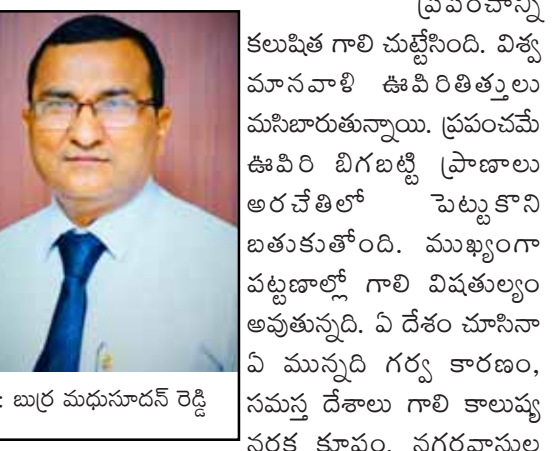 ప్రపంచాన్ని
కలుషిత గాలి చుట్టేసింది. విశ్వ
మానవాళి ఊపిరితిత్తులు
మసిబారుతున్నాయి. ప్రపంచమే
ఊపిరి బిగబట్టి ప్రాణాలు
అరచేతిలో పెట్టుకొని
బతుకుతోంది. ముఖ్యంగా
పట్టణాల్లో గాలి విషతుల్యం
అవుతున్నది. ఏ దేశం చూసినా
ఏ మున్నది గర్వ కారణం,
సమస్త దేశాలు గాలి కాలుష్య
నరక కూపం. నగరవాసుల
: బుర్ర మధుసూదన్ రెడ్డి